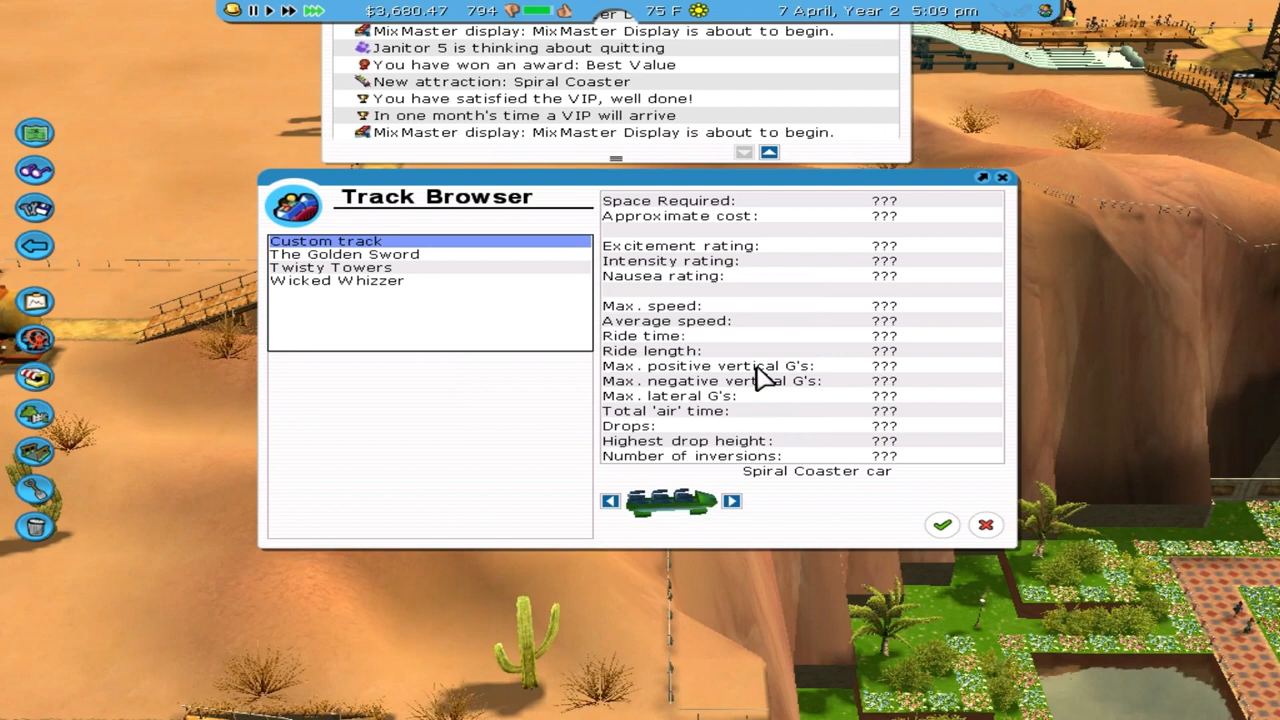 $3,680.47 794 75 F 7 April, Year 2 5:09 pm
MixMaster display: MixMaster Display is about to begin.
Janitor 5 is thinking about quitting
You have won an award: Best Value
New attraction: Spiral Coaster
You have satisfied the VIP, well done!
In one month's time a VIP will arrive
MixMaster display: MixMaster Display is about to begin.
Track Browser
Custom track
The Golden Sword
Twisty Towers
Wicked Whizzer
Space Required: ???
Approximate cost: ???
Excitement rating: ???
Intensity rating: ???
Nausea rating: ???
Max. speed: ???
Average speed: ???
Ride time: ???
Ride length: ???
Max. positive vertical G's: ???
Max. negative vertical G's: ???
Max. lateral G's: ???
Total 'air' time: ???
Drops: ???
Highest drop height: ???
Number of inversions: ???
Spiral Coaster car